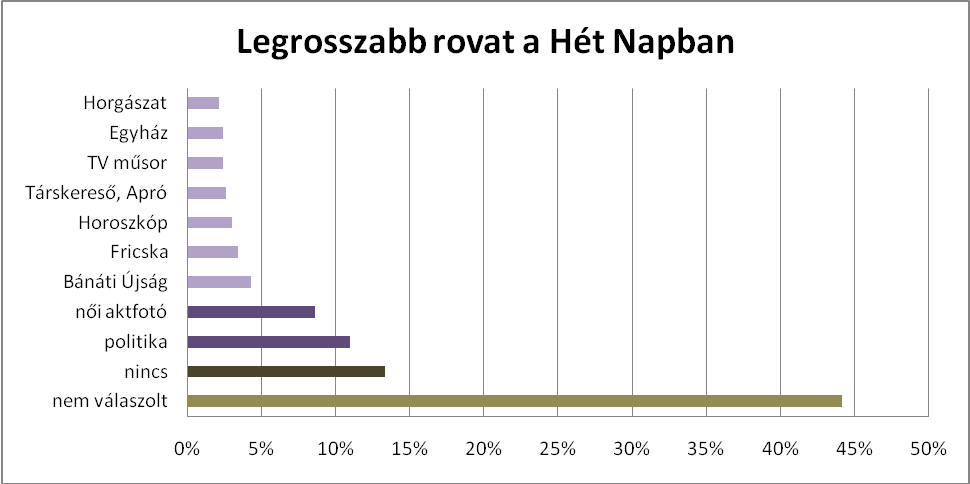 Legrosszabb rovat a Hét Napban
Horgászat
Egyház
TV műsor
Társkereső, Apró
Horoszkóp
Fricska
Bánáti Újság
női aktfotó
politika
nincs
nem válaszolt
0% 5% 10% 15% 20% 25% 30% 35% 40% 45% 50%